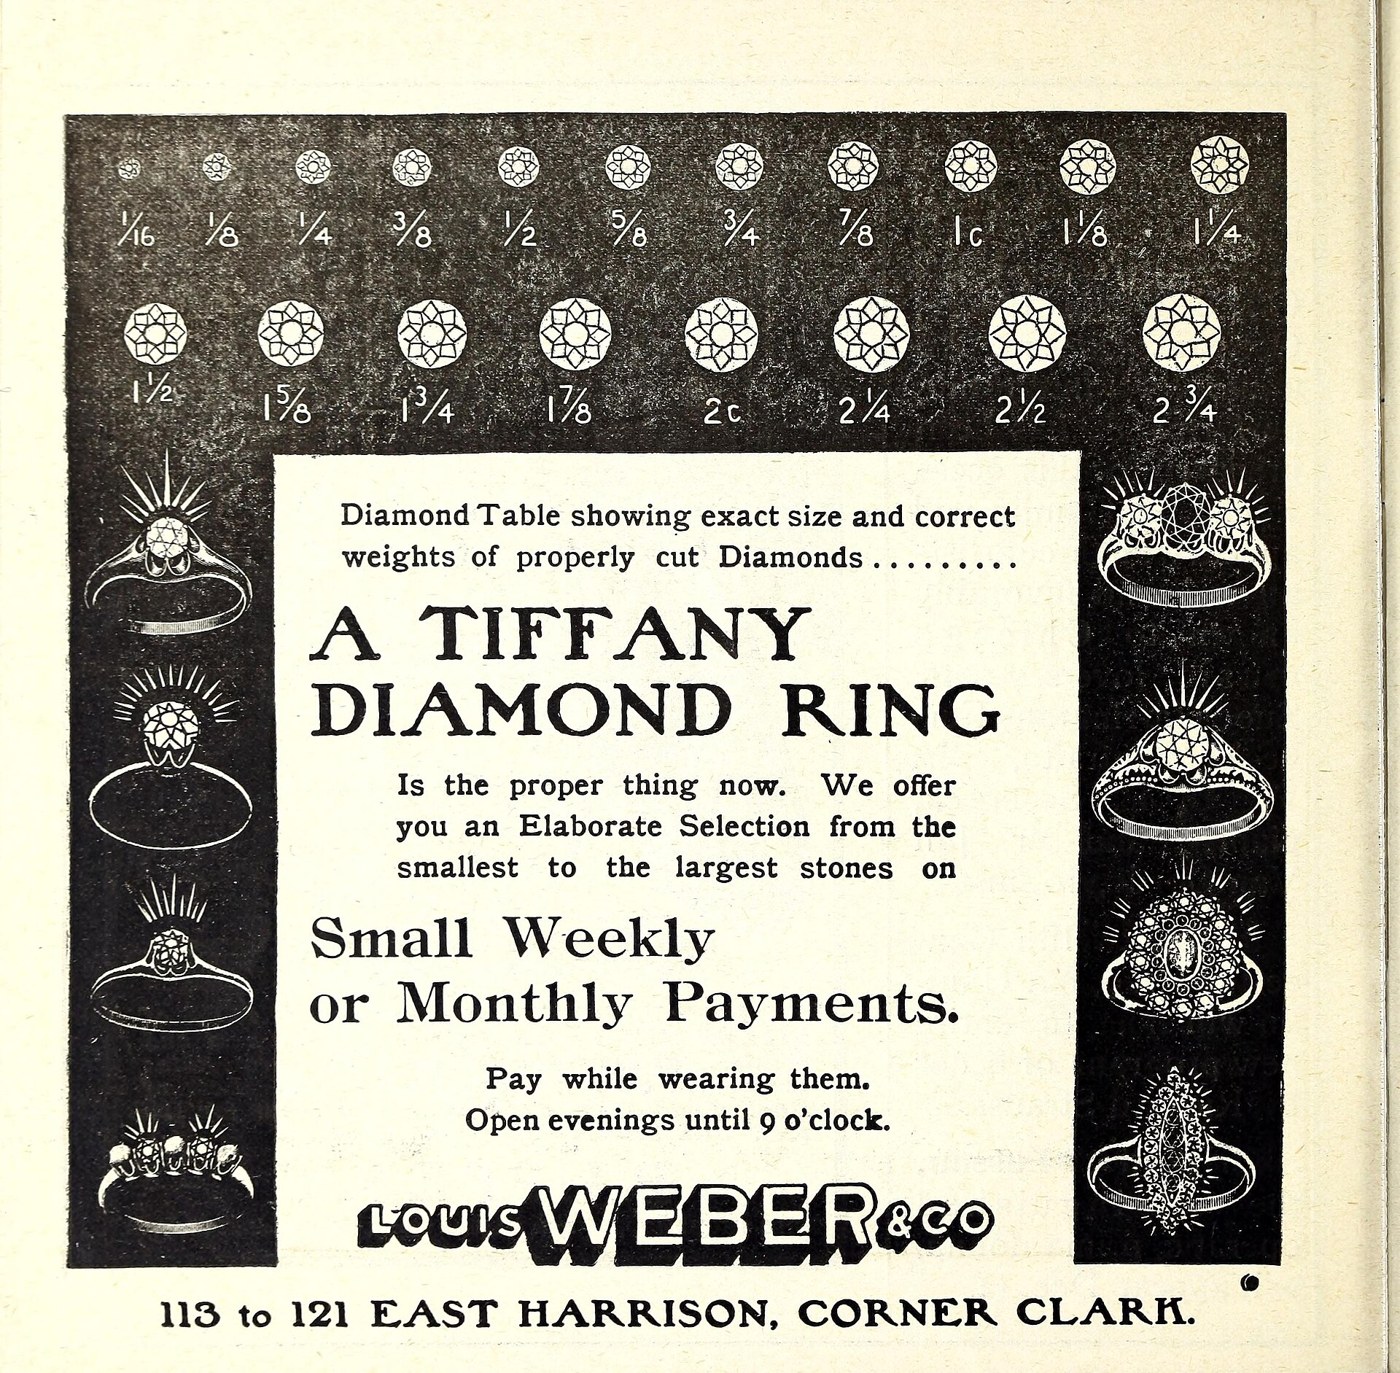 1/16 1/8 1/4 3/8 1/2 5/8 3/4 7/8 1c 1 1/8 1 1/4
1 1/2 1 5/8 1 3/4 1 7/8 2c 2 1/4 2 1/2 2 3/4
Diamond Table showing exact size and correct
weights of properly cut Diamonds.........
A TIFFANY
DIAMOND RING
Is the proper thing now. We offer
you an Elaborate Selection from the
smallest to the largest stones on
Small Weekly
or Monthly Payments.
Pay while wearing them.
Open evenings until 9 o'clock.
LOUIS WEBER & CO
113 to 121 EAST HARRISON, CORNER CLARK.